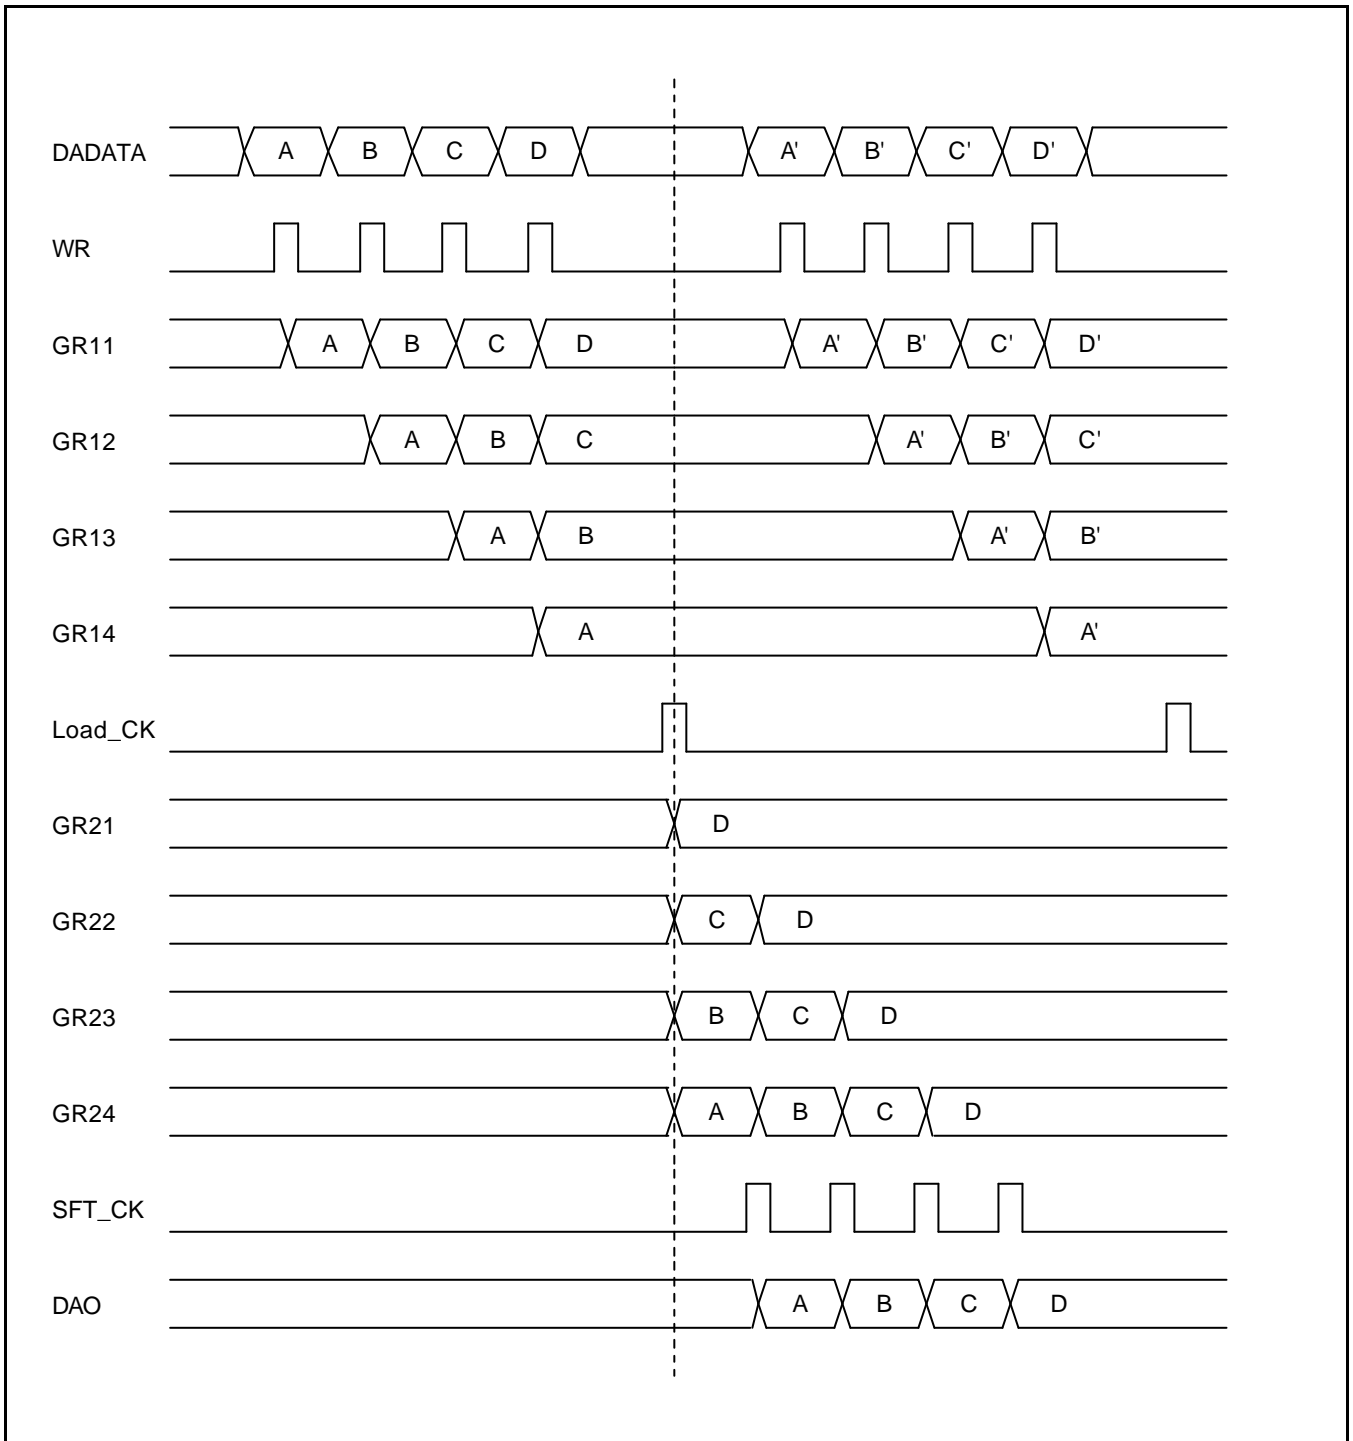 DADATA A B C D A' B' C' D'
WR
GR11 A B C D A' B' C' D'
GR12 A B C A' B' C'
GR13 A B A' B'
GR14 A A'
Load_CK
GR21 D
GR22 C D
GR23 B C D
GR24 A B C D
SFT_CK
DAO A B C D